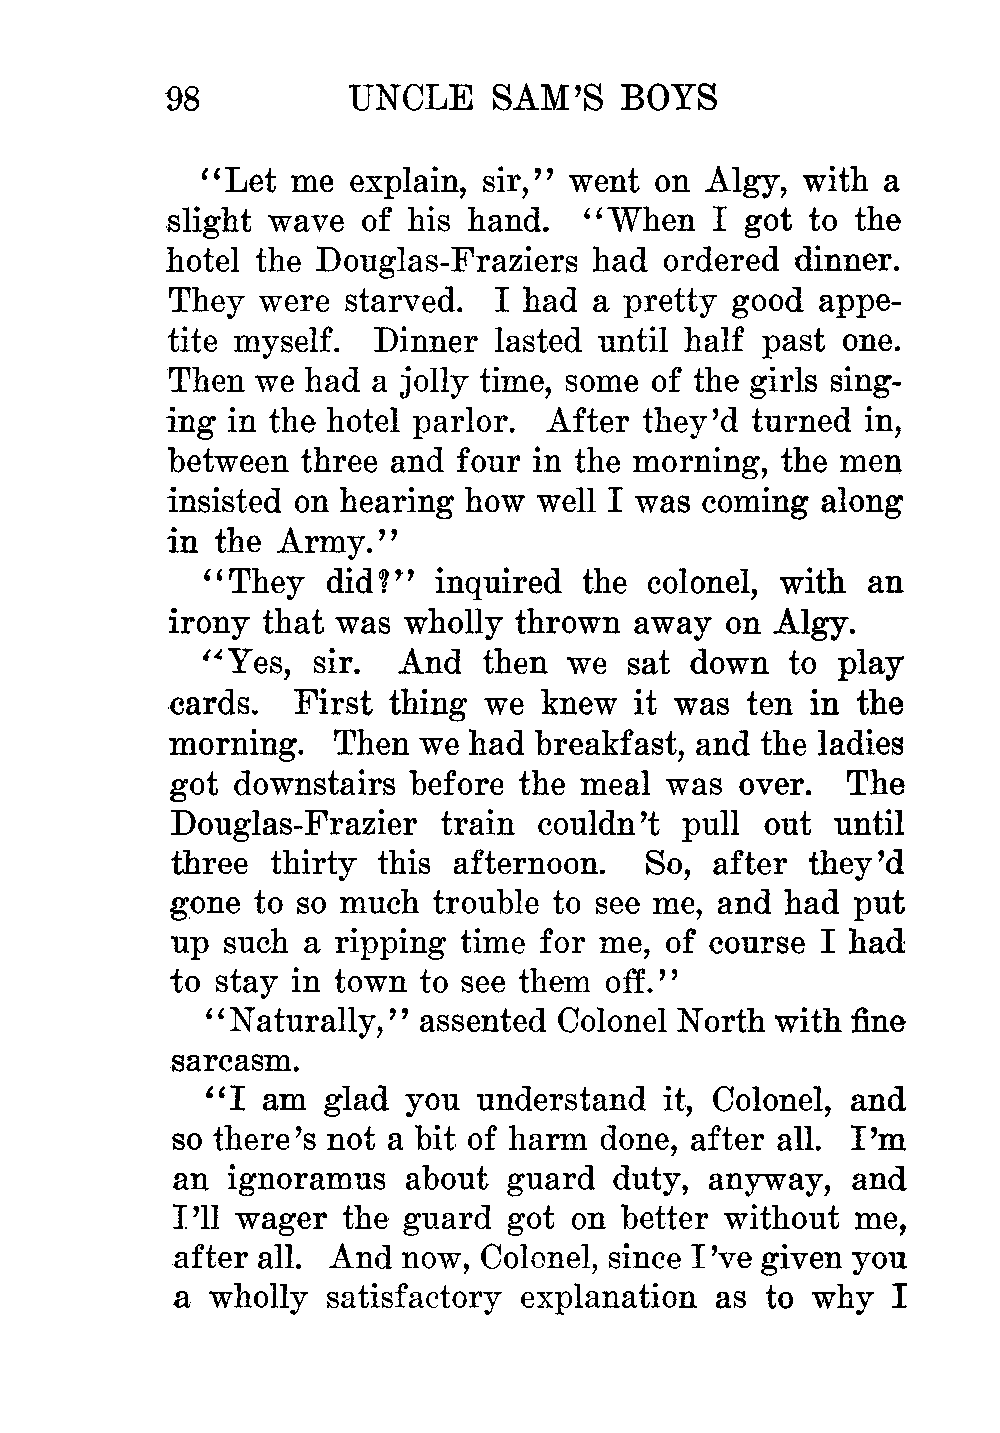 98 UNCLE SAM'S BOYS
"Let me explain, sir," went on Algy, with a
slight wave of his hand. "When I got to the
hotel the Douglas-Fraziers had ordered dinner.
They were starved. I had a pretty good appe-
tite myself. Dinner lasted until half past one.
Then we had a jolly time, some of the girls sing-
ing in the hotel parlor. After they'd turned in,
between three and four in the morning, the men
insisted on hearing how well I was coming along
in the Army."
"They did?" inquired the colonel, with an
irony that was wholly thrown away on Algy.
"Yes, sir. And then we sat down to play
cards. First thing we knew it was ten in the
morning. Then we had breakfast, and the ladies
got downstairs before the meal was over. The
Douglas-Frazier train couldn't pull out until
three thirty this afternoon. So, after they'd
gone to so much trouble to see me, and had put
up such a ripping time for me, of course I had
to stay in town to see them off."
"Naturally," assented Colonel North with fine
sarcasm.
"I am glad you understand it, Colonel, and
so there's not a bit of harm done, after all. I'm
an ignoramus about guard duty, anyway, and
I'll wager the guard got on better without me,
after all. And now, Colonel, since I've given you
a wholly satisfactory explanation as to why I